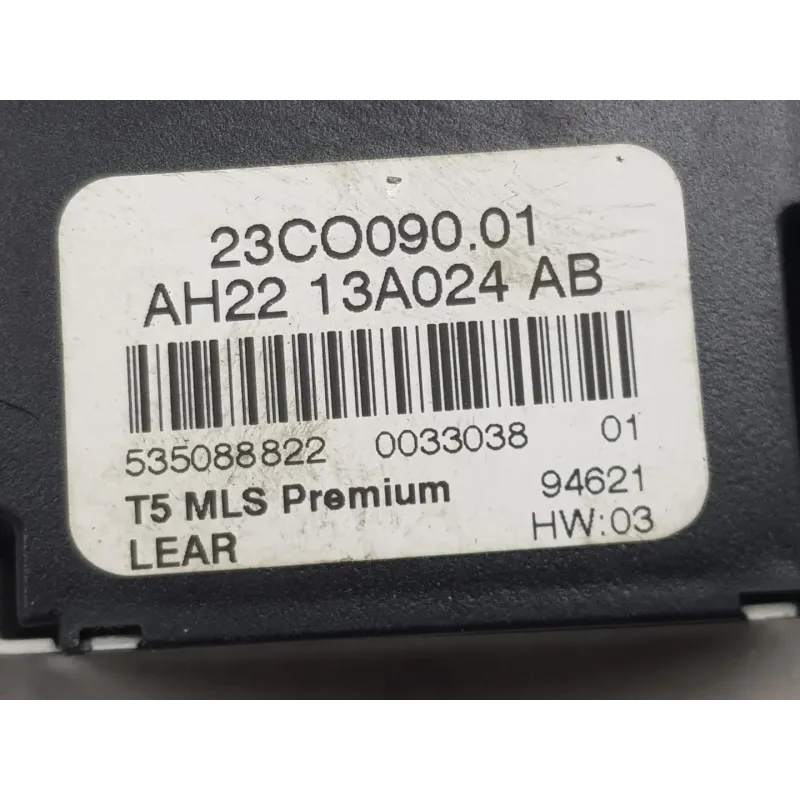 23CO090.01
AH22 13A024 AB
535088822 0033038 01
T5 MLS Premium 94621
LEAR HW:03